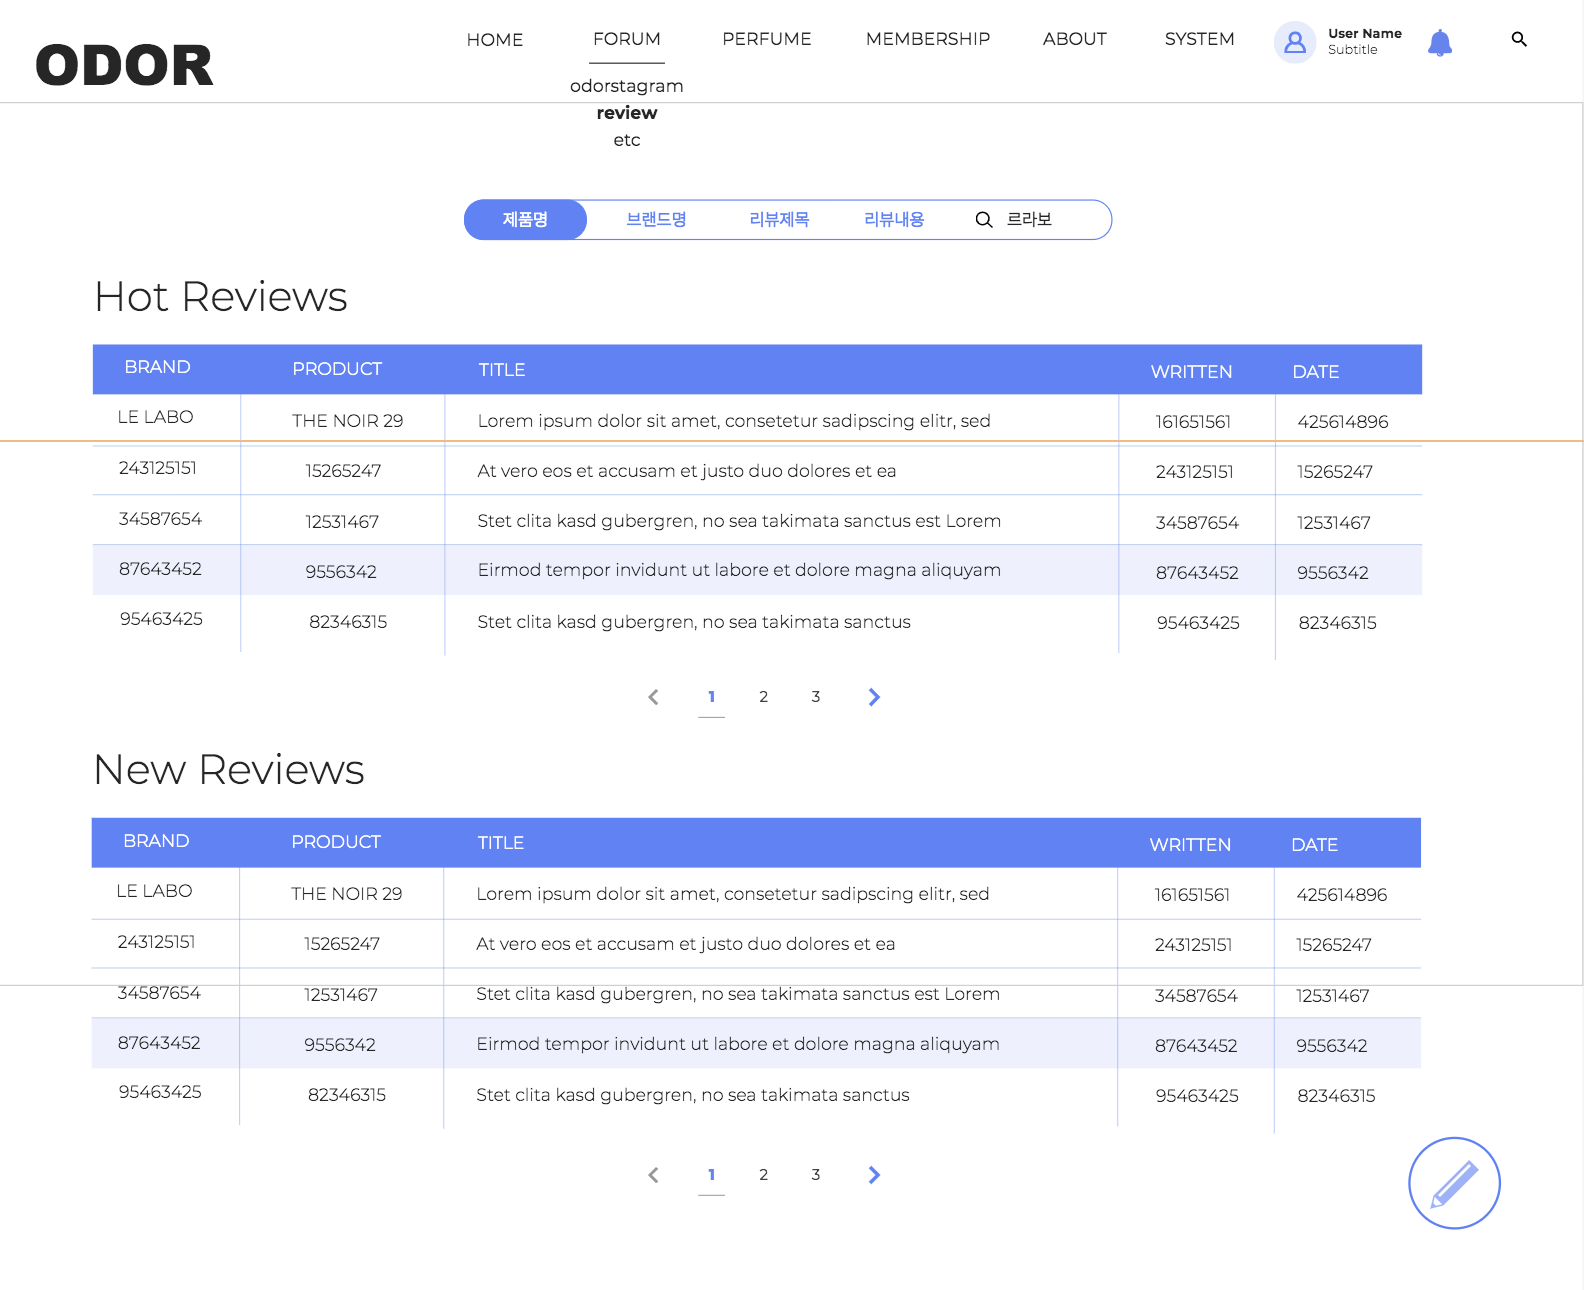 ODOR
HOME FORUM PERFUME MEMBERSHIP ABOUT SYSTEM
User Name
Subtitle
odorstagram
review
etc
제품명 브랜드명 리뷰제목 리뷰내용 르라보
Hot Reviews
BRAND PRODUCT TITLE WRITTEN DATE
LE LABO THE NOIR 29 Lorem ipsum dolor sit amet, consetetur sadipscing elitr, sed 161651561 425614896
243125151 15265247 At vero eos et accusam et justo duo dolores et ea 243125151 15265247
34587654 12531467 Stet clita kasd gubergren, no sea takimata sanctus est Lorem 34587654 12531467
87643452 9556342 Eirmod tempor invidunt ut labore et dolore magna aliquyam 87643452 9556342
95463425 82346315 Stet clita kasd gubergren, no sea takimata sanctus 95463425 82346315
1 2 3
New Reviews
BRAND PRODUCT TITLE WRITTEN DATE
LE LABO THE NOIR 29 Lorem ipsum dolor sit amet, consetetur sadipscing elitr, sed 161651561 425614896
243125151 15265247 At vero eos et accusam et justo duo dolores et ea 243125151 15265247
34587654 12531467 Stet clita kasd gubergren, no sea takimata sanctus est Lorem 34587654 12531467
87643452 9556342 Eirmod tempor invidunt ut labore et dolore magna aliquyam 87643452 9556342
95463425 82346315 Stet clita kasd gubergren, no sea takimata sanctus 95463425 82346315
1 2 3